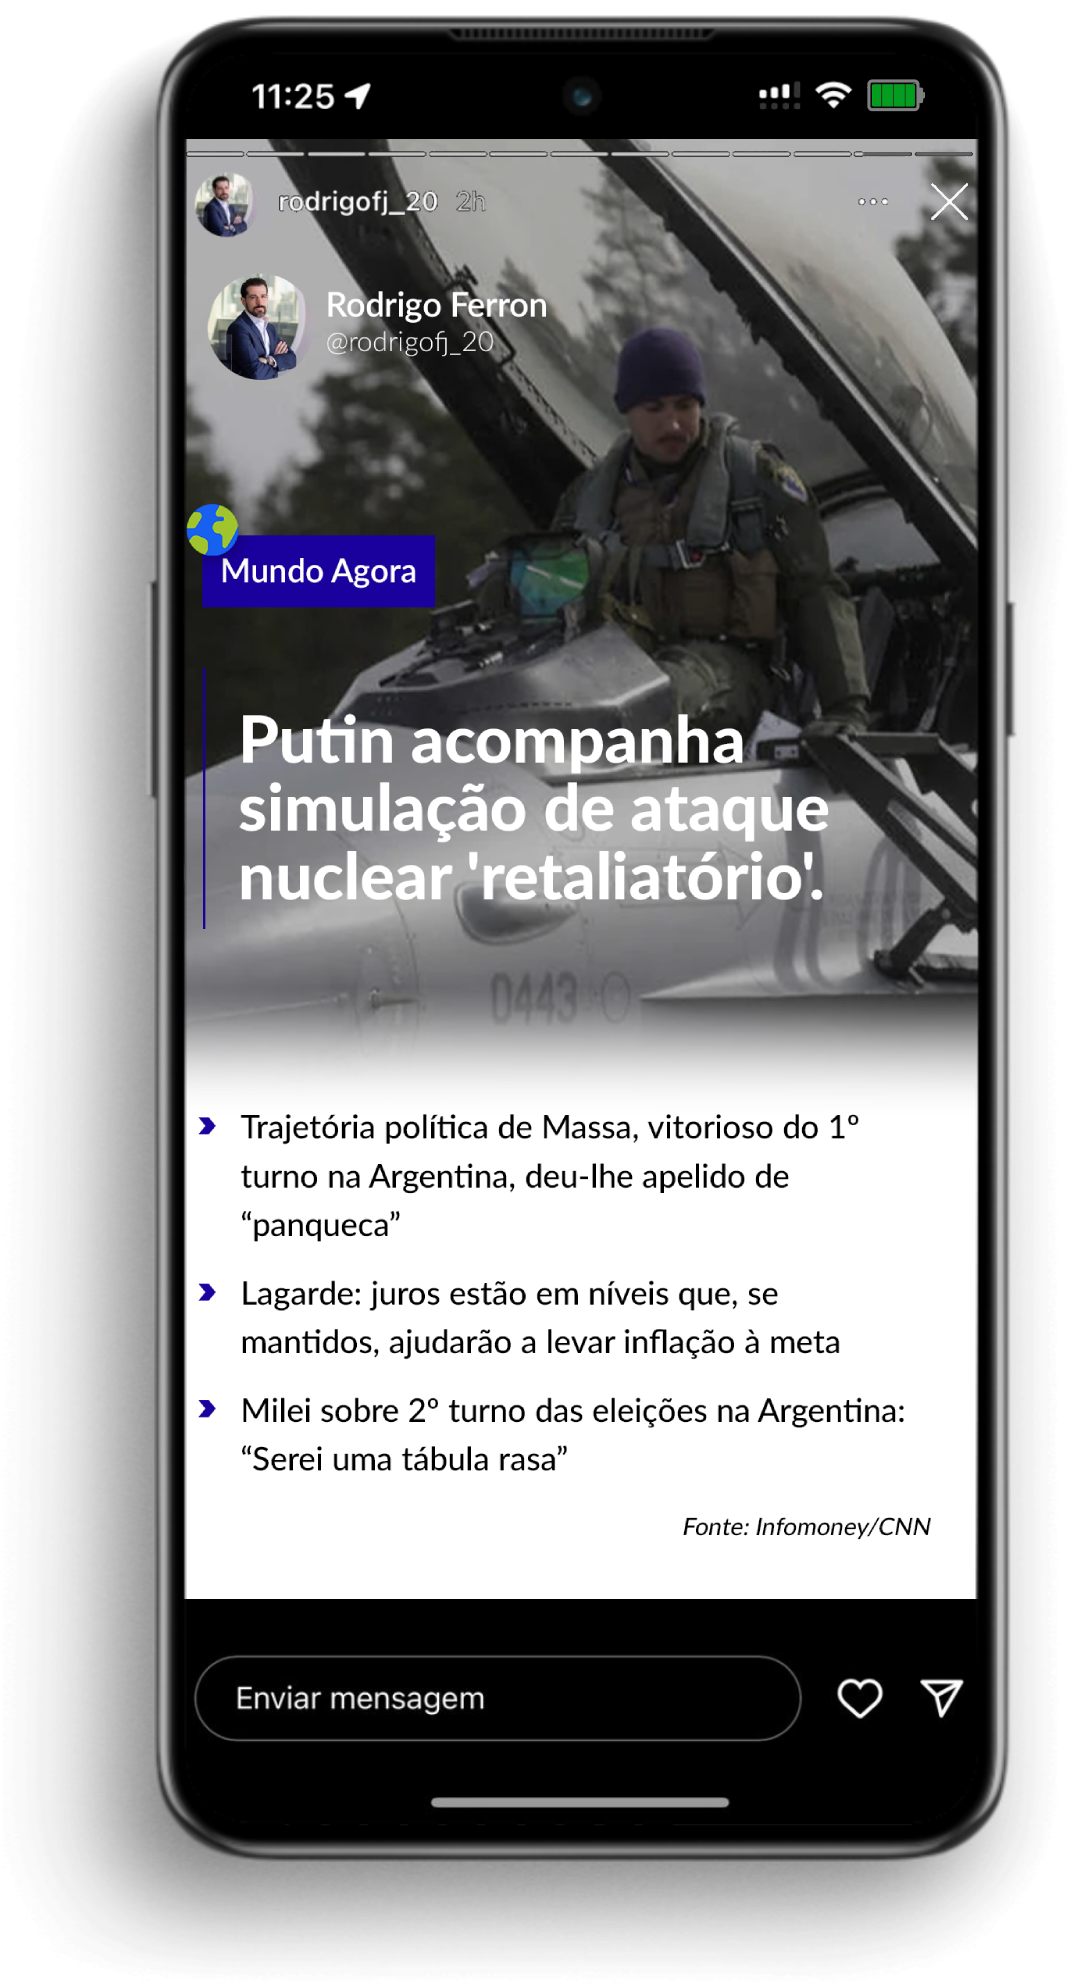 11:25
rodrigofj_20 2h
Rodrigo Ferron
@rodrigofj_20
Mundo Agora
Putin acompanha
simulação de ataque
nuclear 'retaliatório'.
0443
Trajetória política de Massa, vitorioso do 1º
turno na Argentina, deu-lhe apelido de
“panqueca”
Lagarde: juros estão em níveis que, se
mantidos, ajudarão a levar inflação à meta
Milei sobre 2º turno das eleições na Argentina:
“Serei uma tábula rasa”
Fonte: Infomoney/CNN
Enviar mensagem